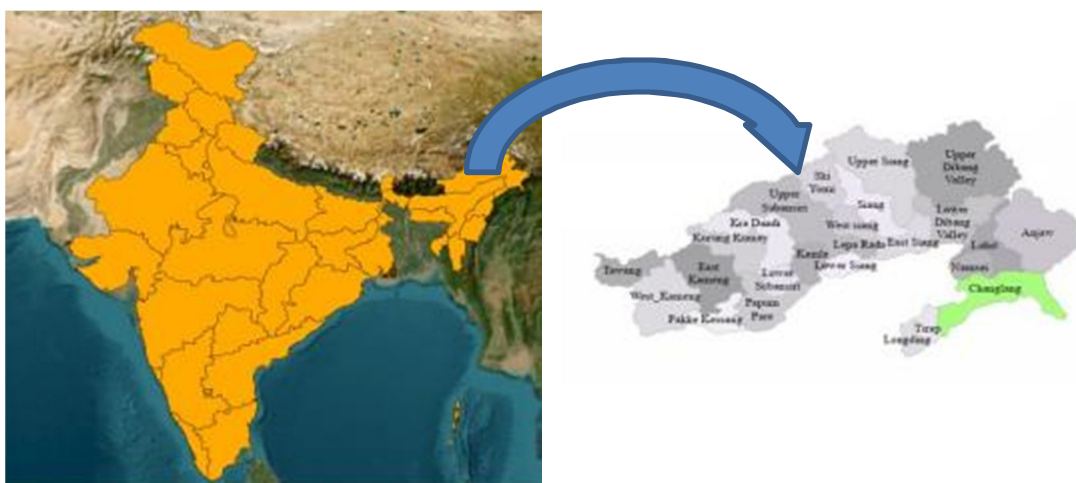 Upper Siang
Upper
Dibang
Valley
Shi
Yomi
Upper
Subansiri
Siang
Kra Daadi
Kurung Kumey
West siang
Lower
Dibang
Valley
Anjaw
Lepa Rada
East Siang
Lohit
Kamle
Lower Siang
Namsai
Tawang
East
Kameng
Lower
Subansiri
Changlang
West_Kameng
Papum
Pare
Pakke Kessang
Tirap
Longding